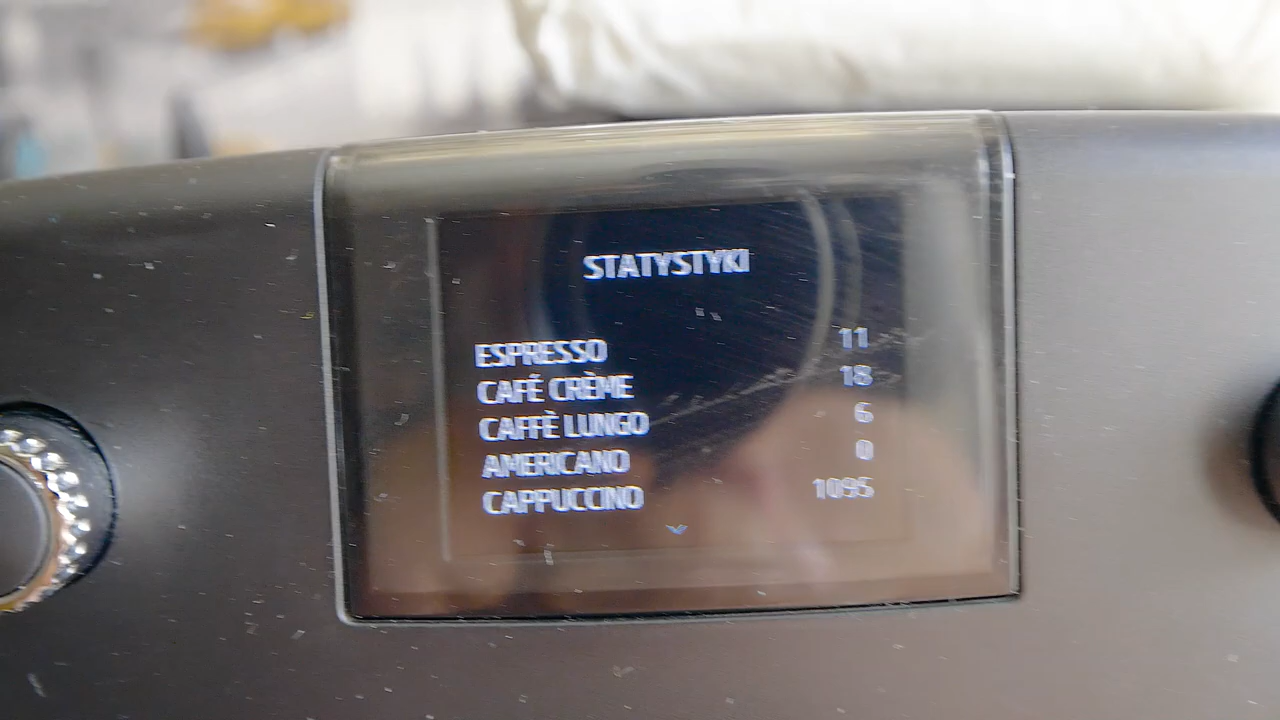 STATYSTYKI
ESPRESSO 11
CAFÉ CRÈME 18
CAFFÈ LUNGO 6
AMERICANO 0
CAPPUCCINO 1095